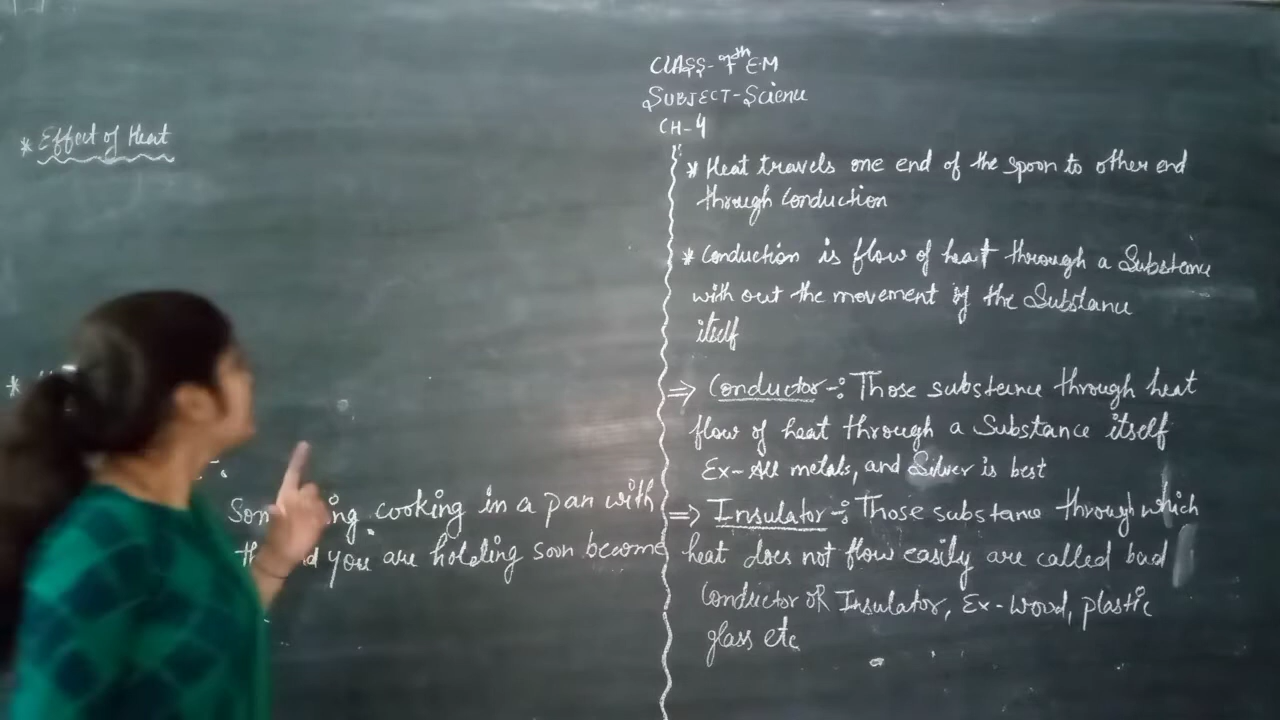 CLASS-7th E.M
SUBJECT-Science
CH-4
* Effect of Heat
*
Som ing cooking in a pan with
you are holding soon become
* Heat travels one end of the spoon to other end
through Conduction
* Conduction is flow of heat through a Substance
with out the movement of the Substance
itself
⇒ Conductor-: Those substance through heat
flow of heat through a Substance itself
Ex-All metals, and Silver is best
⇒ Insulator-: Those substance through which
heat does not flow easily are called bad
Conductor OR Insulator, Ex-wood, plastic
glass etc